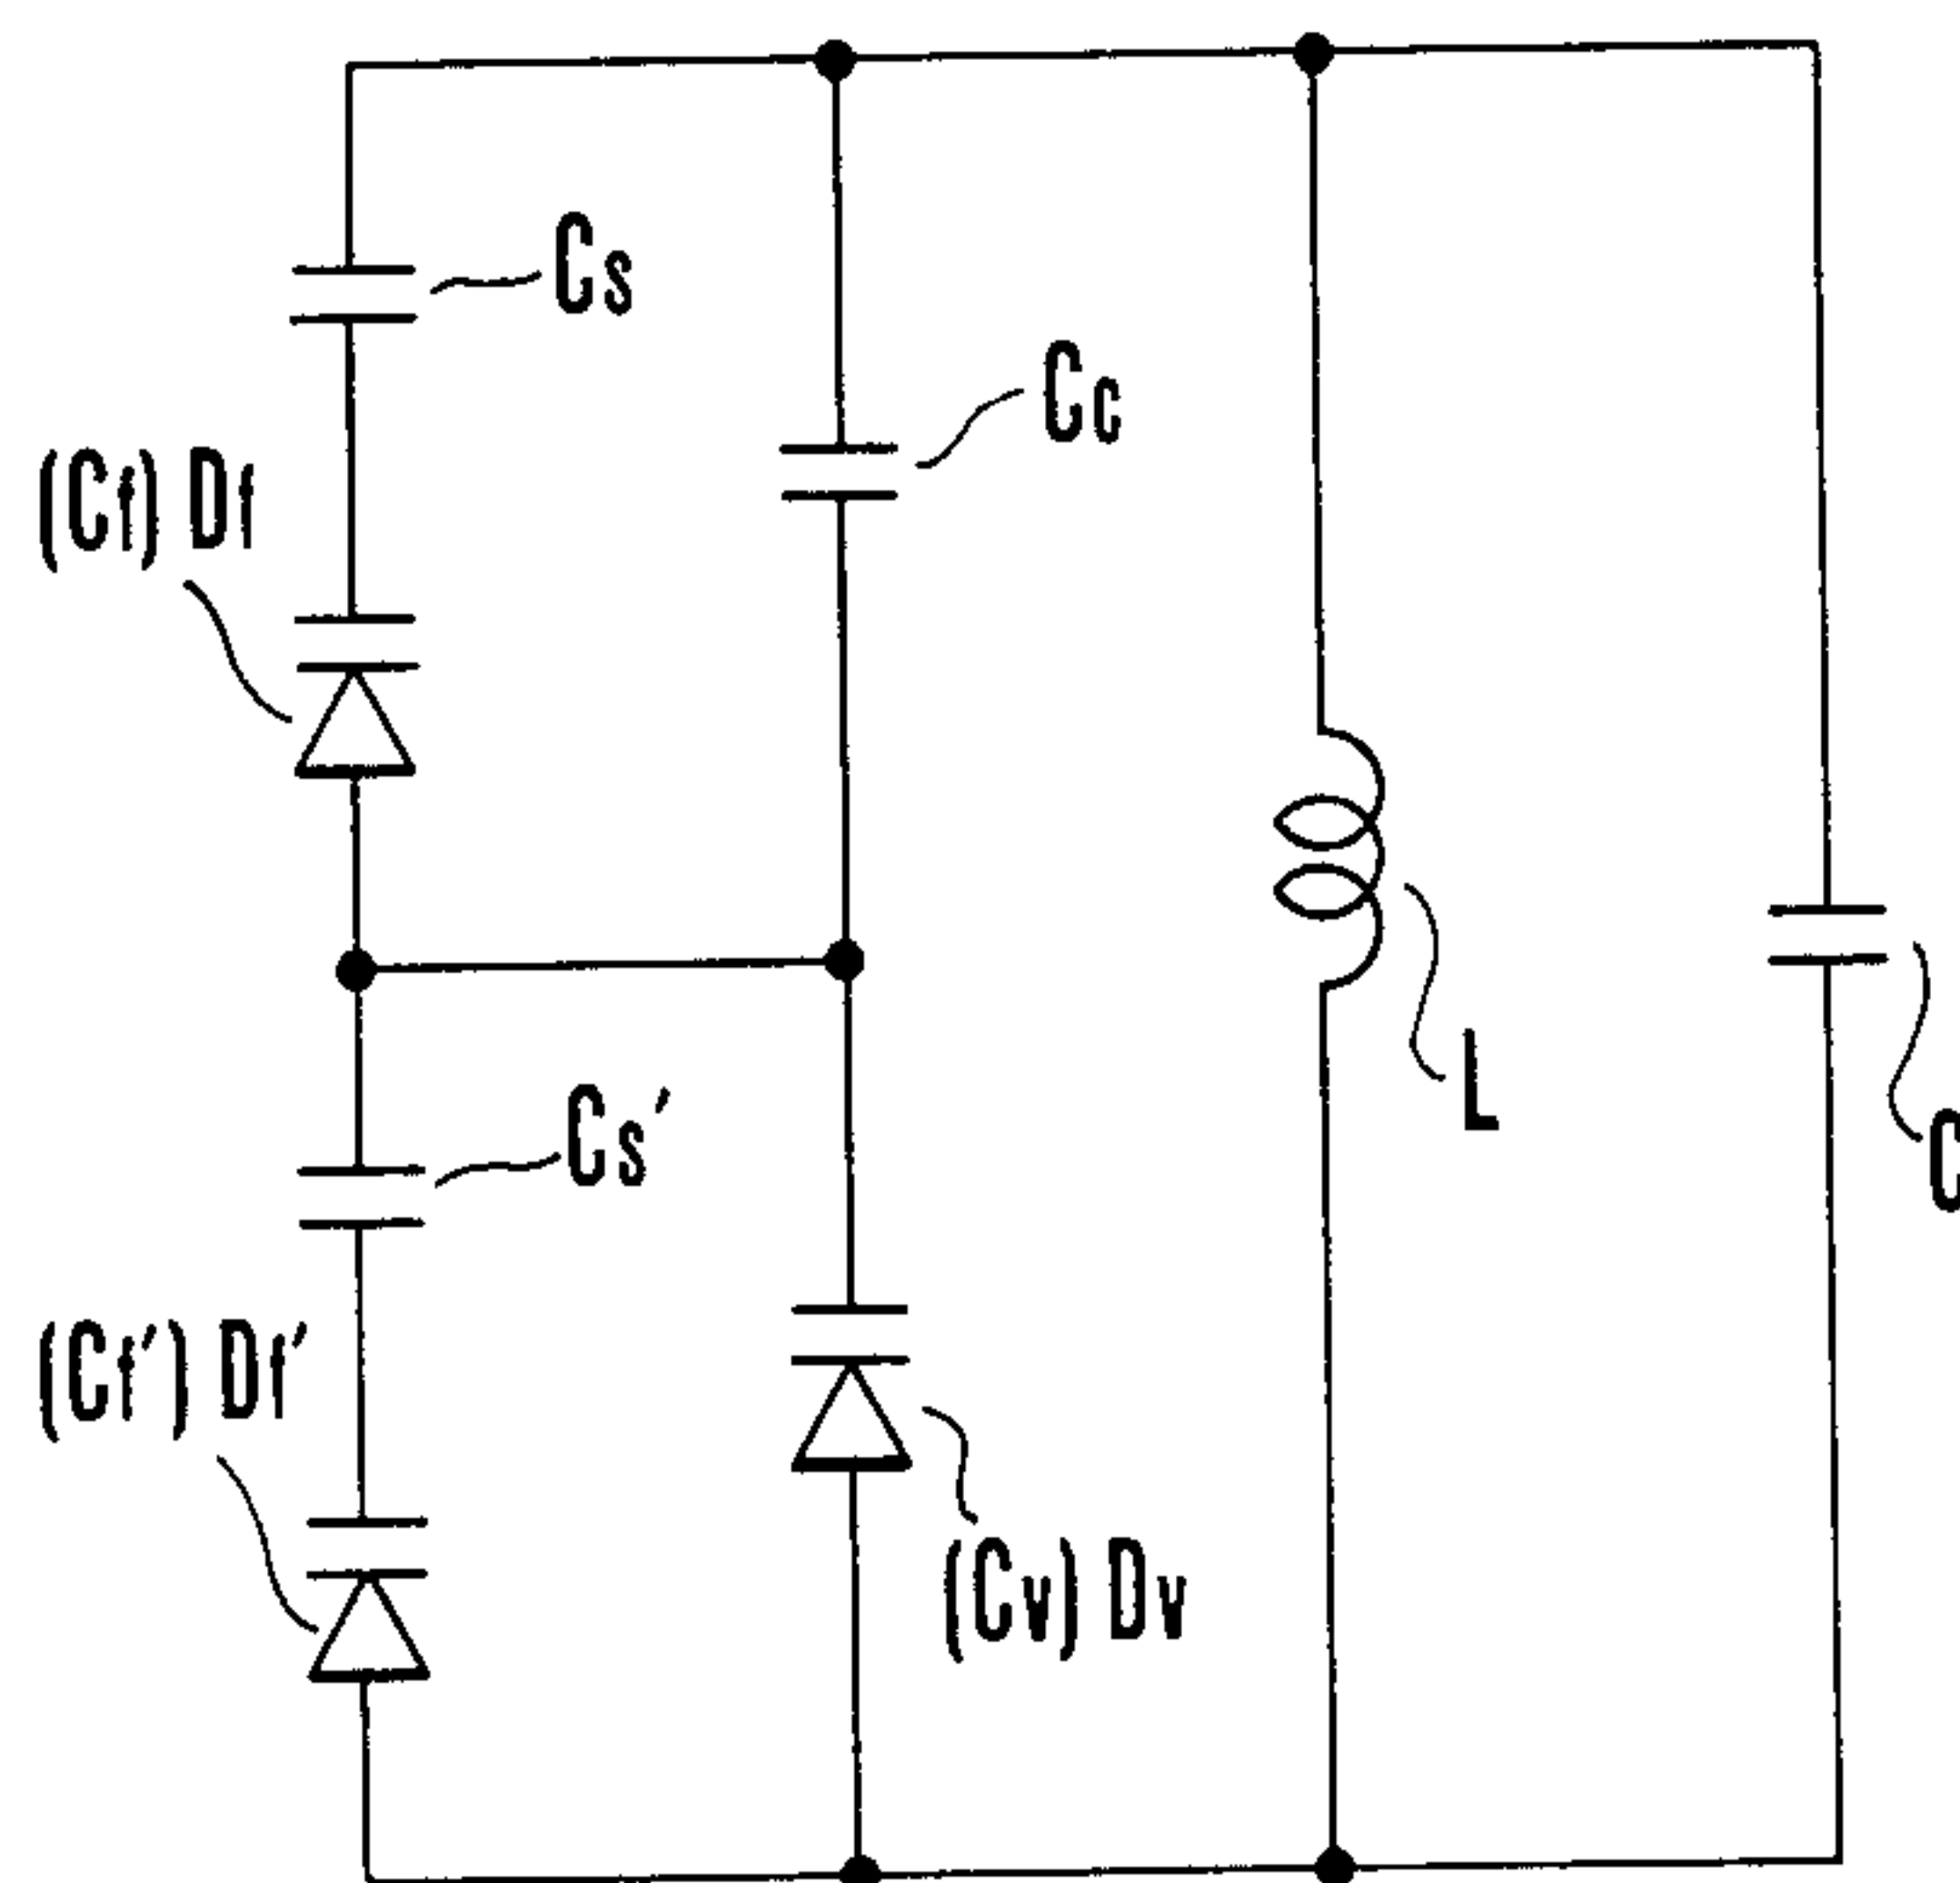 Cs
Cc
(Cf) Df
L
Cs′
C
(Cf′) Df′
(Cv) Dv